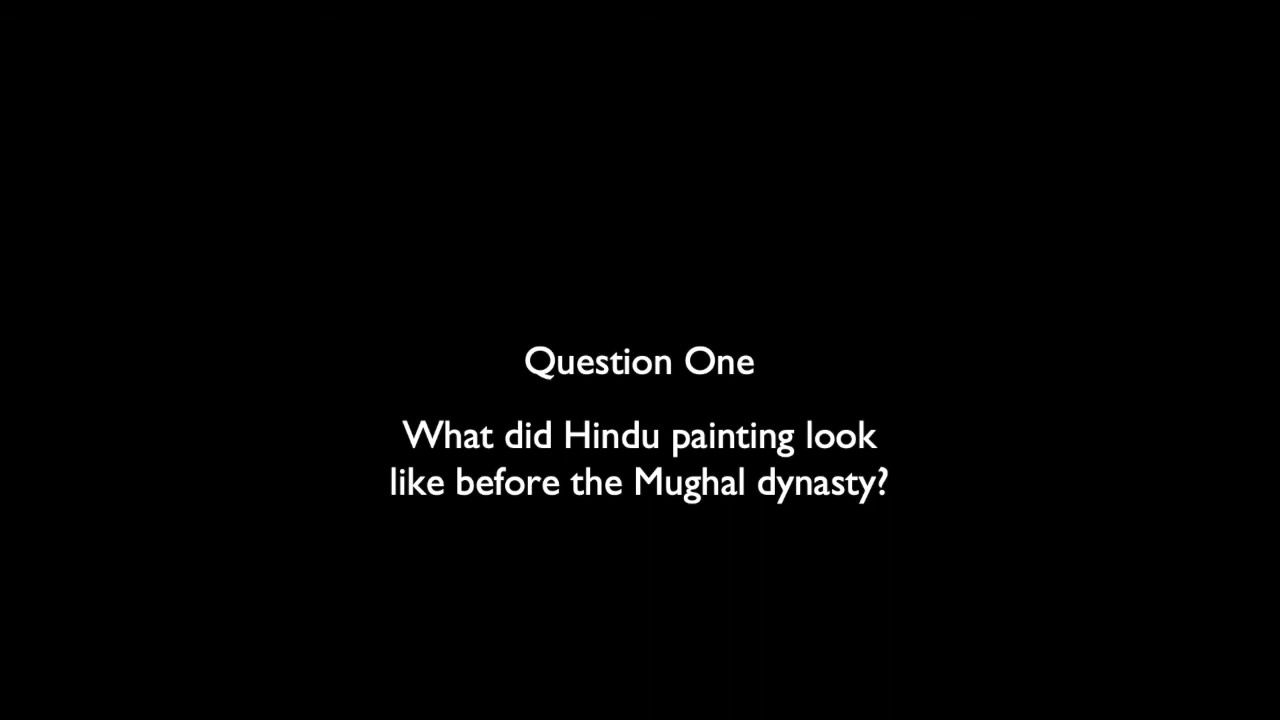 Question One
What did Hindu painting look
like before the Mughal dynasty?